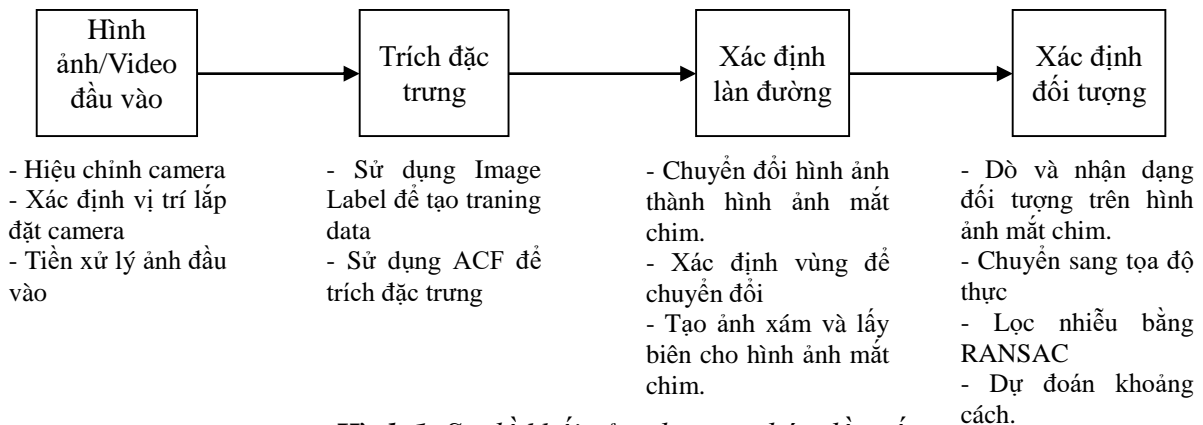 Hình
ảnh/Video
đầu vào
Trích đặc
trưng
Xác định
làn đường
Xác định
đối tượng
- Hiệu chỉnh camera
- Xác định vị trí lắp
đặt camera
- Tiền xử lý ảnh đầu
vào
- Sử dụng Image
Label để tạo traning
data
- Sử dụng ACF để
trích đặc trưng
- Chuyển đổi hình ảnh
thành hình ảnh mắt
chim.
- Xác định vùng để
chuyển đổi
- Tạo ảnh xám và lấy
biên cho hình ảnh mắt
chim.
- Dò và nhận dạng
đối tượng trên hình
ảnh mắt chim.
- Chuyển sang tọa độ
thực
- Lọc nhiễu bằng
RANSAC
- Dự đoán khoảng
cách.